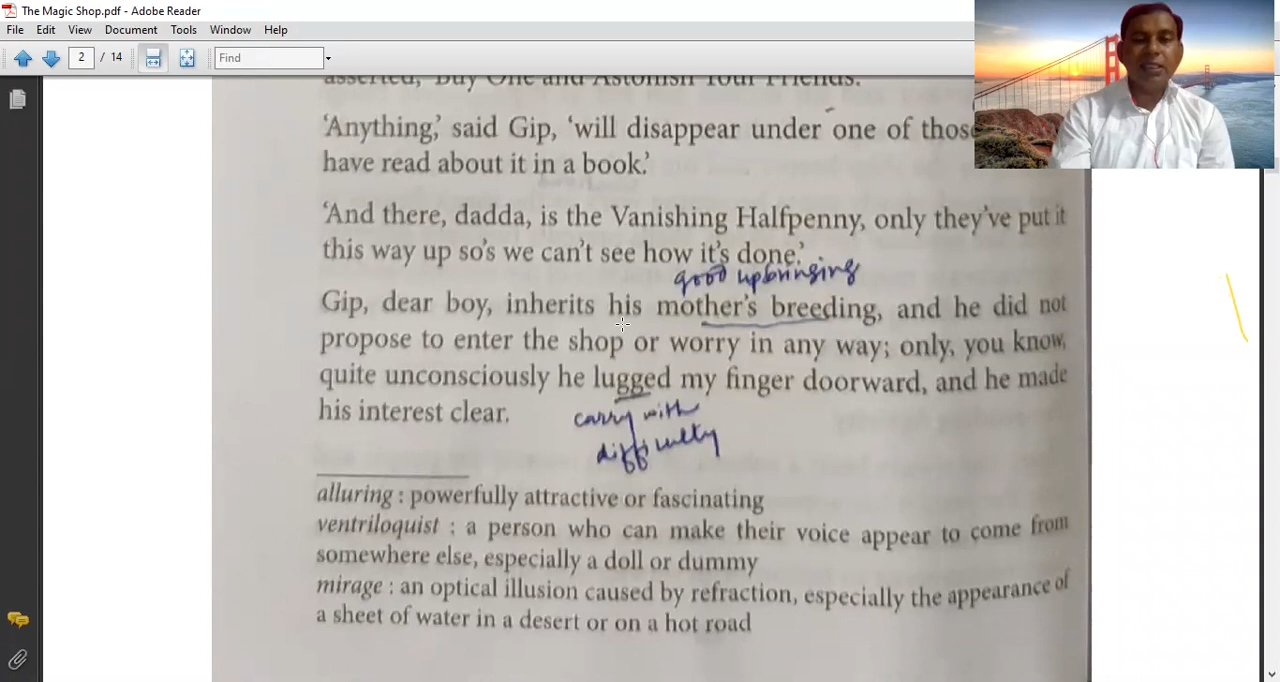 The Magic Shop.pdf - Adobe Reader
File Edit View Document Tools Window Help
2 / 14 Find
asserted, Buy One and Astonish Your Friends.
‘Anything,’ said Gip, ‘will disappear under one of those
have read about it in a book.’
‘And there, dadda, is the Vanishing Halfpenny, only they’ve put it
this way up so’s we can’t see how it’s done.’
good upbringing
Gip, dear boy, inherits his mother’s breeding, and he did not
propose to enter the shop or worry in any way; only, you know,
quite unconsciously he lugged my finger doorward, and he made
his interest clear.
carry with
difficulty
alluring : powerfully attractive or fascinating
ventriloquist : a person who can make their voice appear to come from
somewhere else, especially a doll or dummy
mirage : an optical illusion caused by refraction, especially the appearance of
a sheet of water in a desert or on a hot road